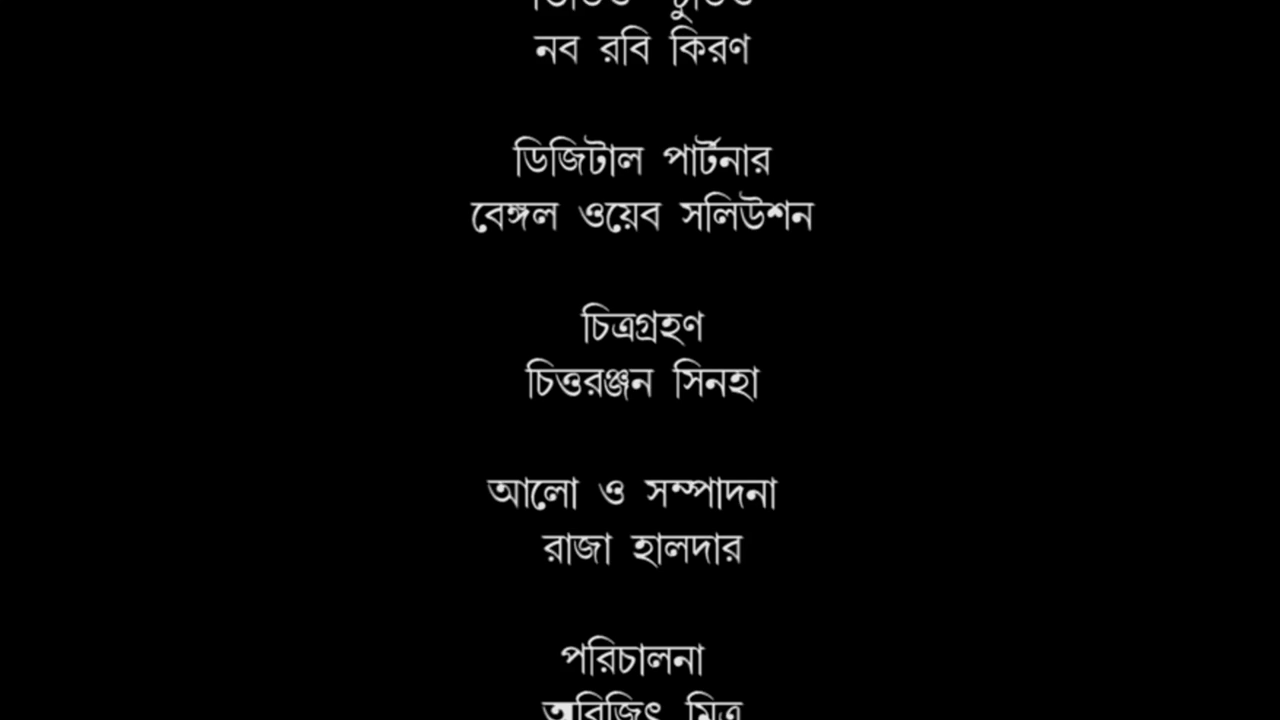 নব রবি কিরণ
ডিজিটাল পার্টনার
বেঙ্গল ওয়েব সলিউশন
চিত্রগ্রহণ
চিত্তরঞ্জন সিনহা
আলো ও সম্পাদনা
রাজা হালদার
পরিচালনা
অরিজিৎ মিত্র